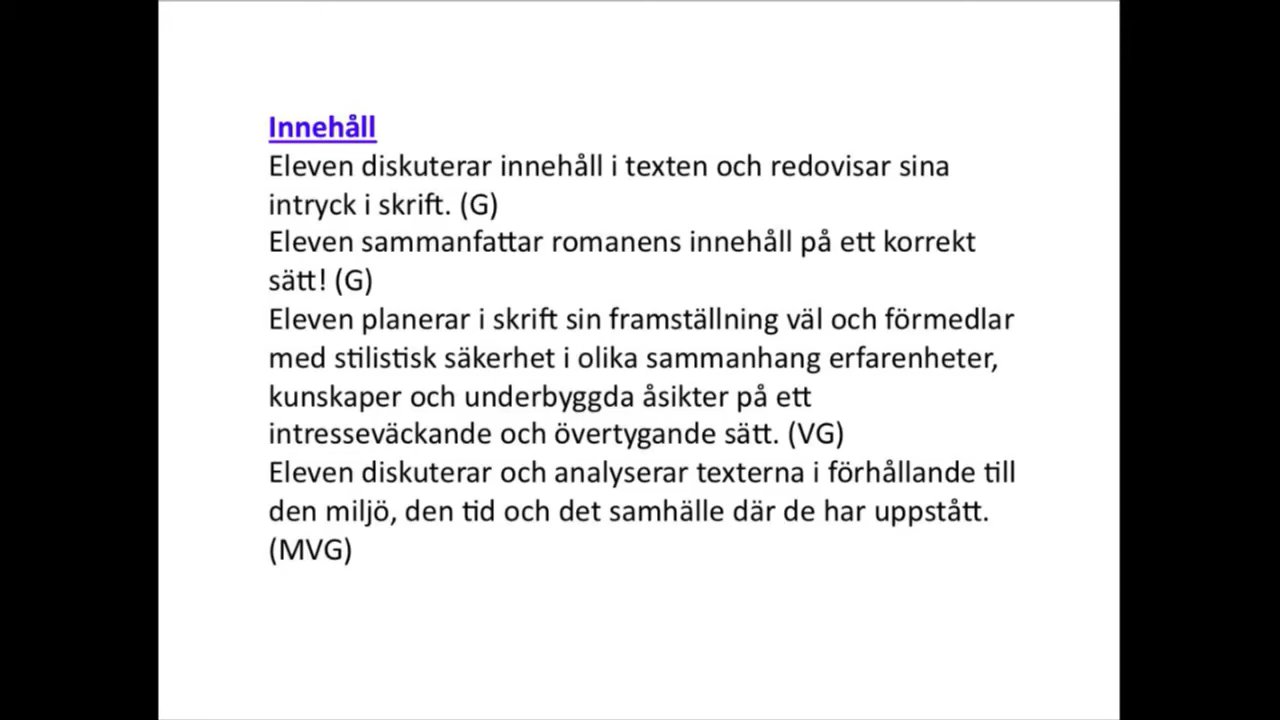 Innehåll
Eleven diskuterar innehåll i texten och redovisar sina
intryck i skrift. (G)
Eleven sammanfattar romanens innehåll på ett korrekt
sätt! (G)
Eleven planerar i skrift sin framställning väl och förmedlar
med stilistisk säkerhet i olika sammanhang erfarenheter,
kunskaper och underbyggda åsikter på ett
intresseväckande och övertygande sätt. (VG)
Eleven diskuterar och analyserar texterna i förhållande till
den miljö, den tid och det samhälle där de har uppstått.
(MVG)